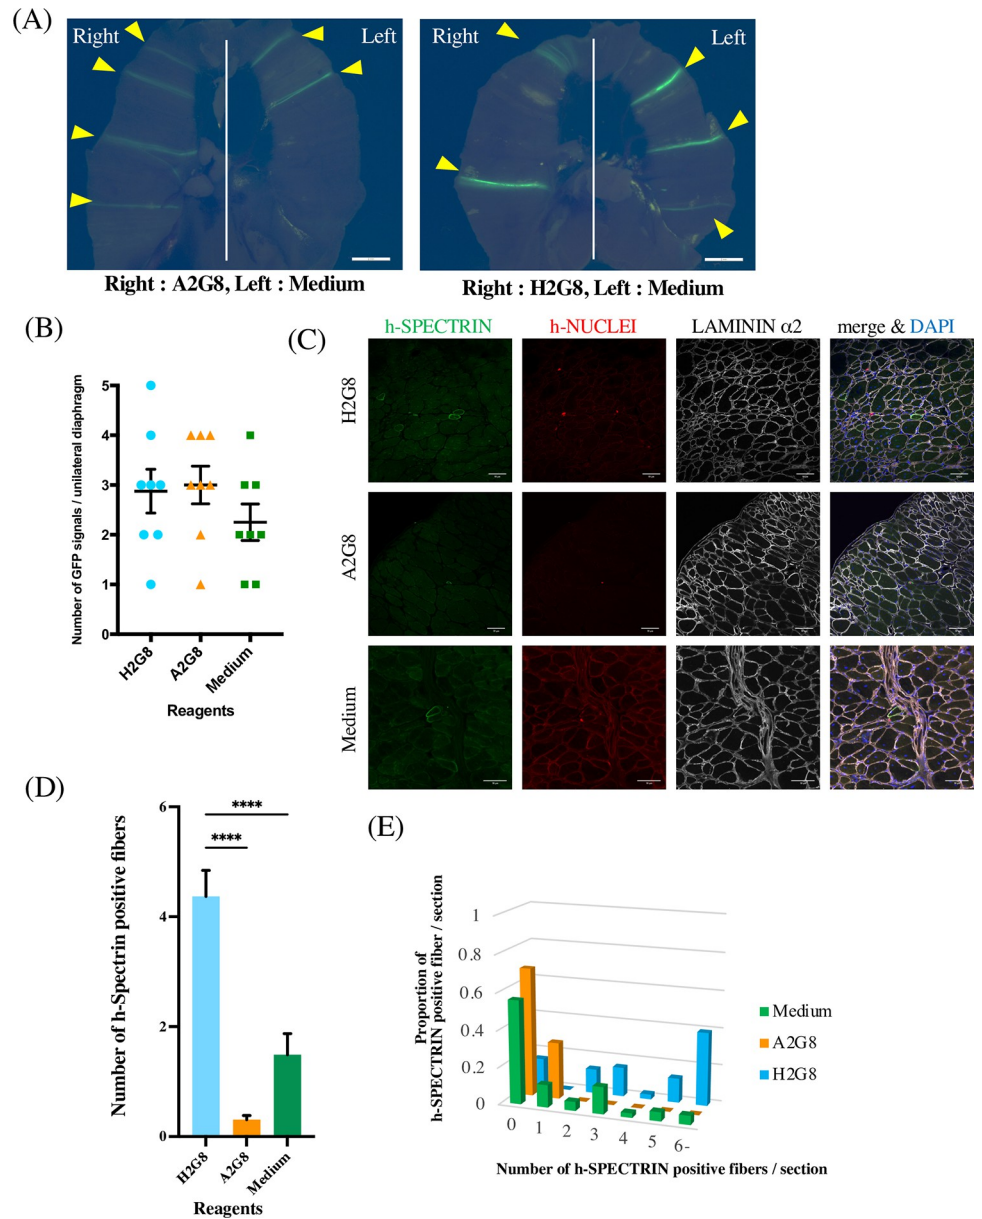 (A)
Right
Left
Right
Left
Right : A2G8, Left : Medium
Right : H2G8, Left : Medium
(B)
Number of GFP signals / unilateral diaphragm
5
4
3
2
1
0
H2G8
A2G8
Medium
Reagents
(C)
h-SPECTRIN
h-NUCLEI
LAMININ α2
merge & DAPI
H2G8
A2G8
Medium
(D)
Number of h-Spectrin positive fibers
6
4
2
0
****
****
H2G8
A2G8
Medium
Reagents
(E)
Proportion of
h-SPECTRIN positive fiber / section
1
0.8
0.6
0.4
0.2
0
0
1
2
3
4
5
6-
Number of h-SPECTRIN positive fibers / section
Medium
A2G8
H2G8